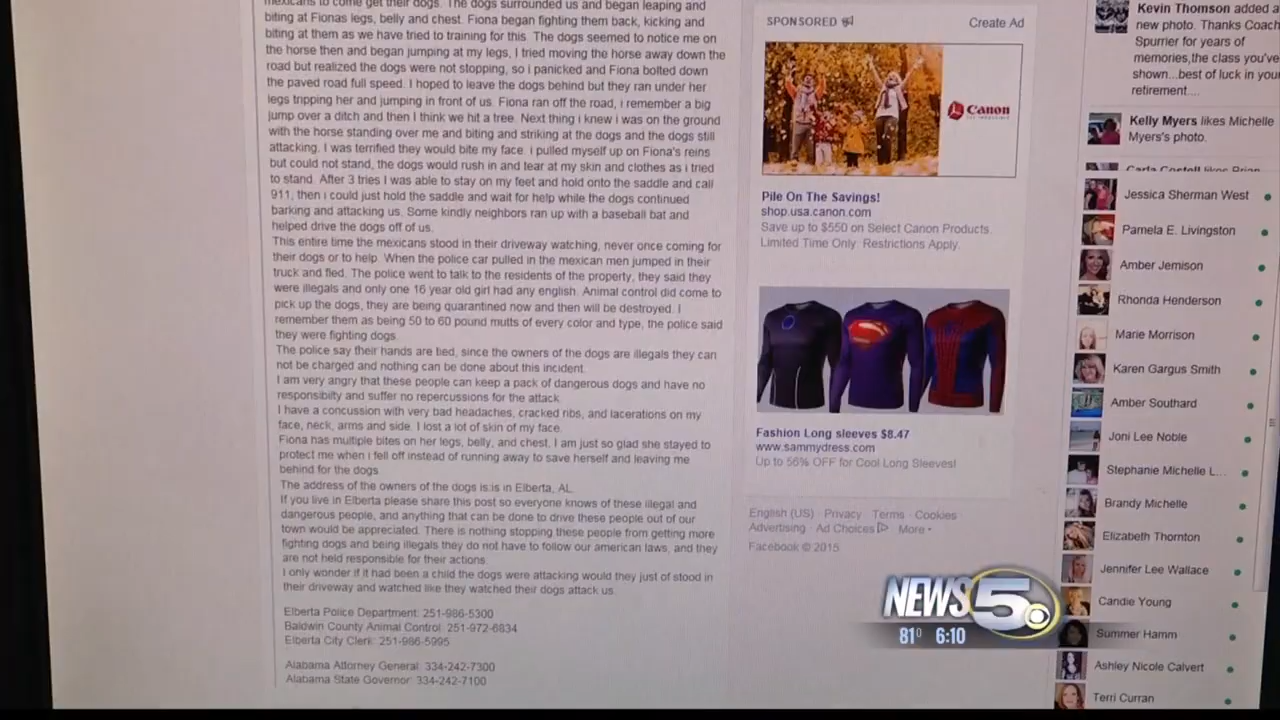 mexicans to come get their dogs. The dogs surrounded us and began leaping and
biting at Fionas legs, belly and chest. Fiona began fighting them back, kicking and
biting at them as we have tried to training for this. The dogs seemed to notice me on
the horse then and began jumping at my legs, I tried moving the horse away down the
road but realized the dogs were not stopping, so i panicked and Fiona bolted down
the paved road full speed. I hoped to leave the dogs behind but they ran under her
legs tripping her and jumping in front of us. Fiona ran off the road, i remember a big
jump over a ditch and then I think we hit a tree. Next thing i knew i was on the ground
with the horse standing over me and biting and striking at the dogs and the dogs still
attacking. I was terrified they would bite my face. i pulled myself up on Fiona's reins
but could not stand, the dogs would rush in and tear at my skin and clothes as i tried
to stand. After 3 tries I was able to stay on my feet and hold onto the saddle and call
911, then i could just hold the saddle and wait for help while the dogs continued
barking and attacking us. Some kindly neighbors ran up with a baseball bat and
helped drive the dogs off of us.
This entire time the mexicans stood in their driveway watching, never once coming for
their dogs or to help. When the police car pulled in the mexican men jumped in their
truck and fled. The police went to talk to the residents of the property, they said they
were illegals and only one 16 year old girl had any english. Animal control did come to
pick up the dogs, they are being quarantined now and then will be destroyed. I
remember them as being 50 to 60 pound mutts of every color and type, the police said
they were fighting dogs.
The police say their hands are tied, since the owners of the dogs are illegals they can
not be charged and nothing can be done about this incident.
I am very angry that these people can keep a pack of dangerous dogs and have no
responsibilty and suffer no repercussions for the attack.
I have a concussion with very bad headaches, cracked ribs, and lacerations on my
face, neck, arms and side. I lost a lot of skin of my face.
Fiona has multiple bites on her legs, belly, and chest, I am just so glad she stayed to
protect me when i fell off instead of running away to save herself and leaving me
behind for the dogs.
The address of the owners of the dogs is:is in Elberta, AL.
If you live in Elberta please share this post so everyone knows of these illegal and
dangerous people, and anything that can be done to drive these people out of our
town would be appreciated. There is nothing stopping these people from getting more
fighting dogs and being illegals they do not have to follow our american laws, and they
are not held responsible for their actions.
I only wonder if it had been a child the dogs were attacking would they just of stood in
their driveway and watched like they watched their dogs attack us.
Elberta Police Department: 251-986-5300
Baldwin County Animal Control: 251-972-6834
Elberta City Clerk: 251-986-5995
Alabama Attorney General: 334-242-7300
Alabama State Governor: 334-242-7100
SPONSORED Create Ad
Canon
Pile On The Savings!
shop.usa.canon.com
Save up to $550 on Select Canon Products.
Limited Time Only. Restrictions Apply.
Fashion Long sleeves $8.47
www.sammydress.com
Up to 56% OFF for Cool Long Sleeves!
English (US) · Privacy · Terms · Cookies ·
Advertising · Ad Choices · More
Facebook © 2015
Kevin Thomson added a
new photo. Thanks Coach
Spurrier for years of
memories,the class you've
shown...best of luck in your
retirement....
Kelly Myers likes Michelle
Myers's photo.
Jessica Sherman West
Pamela E. Livingston
Amber Jemison
Rhonda Henderson
Marie Morrison
Karen Gargus Smith
Amber Southard
Joni Lee Noble
Stephanie Michelle L...
Brandy Michelle
Elizabeth Thornton
Jennifer Lee Wallace
Candie Young
Summer Hamm
Ashley Nicole Calvert
Terri Curran
NEWS 5
81° 6:10